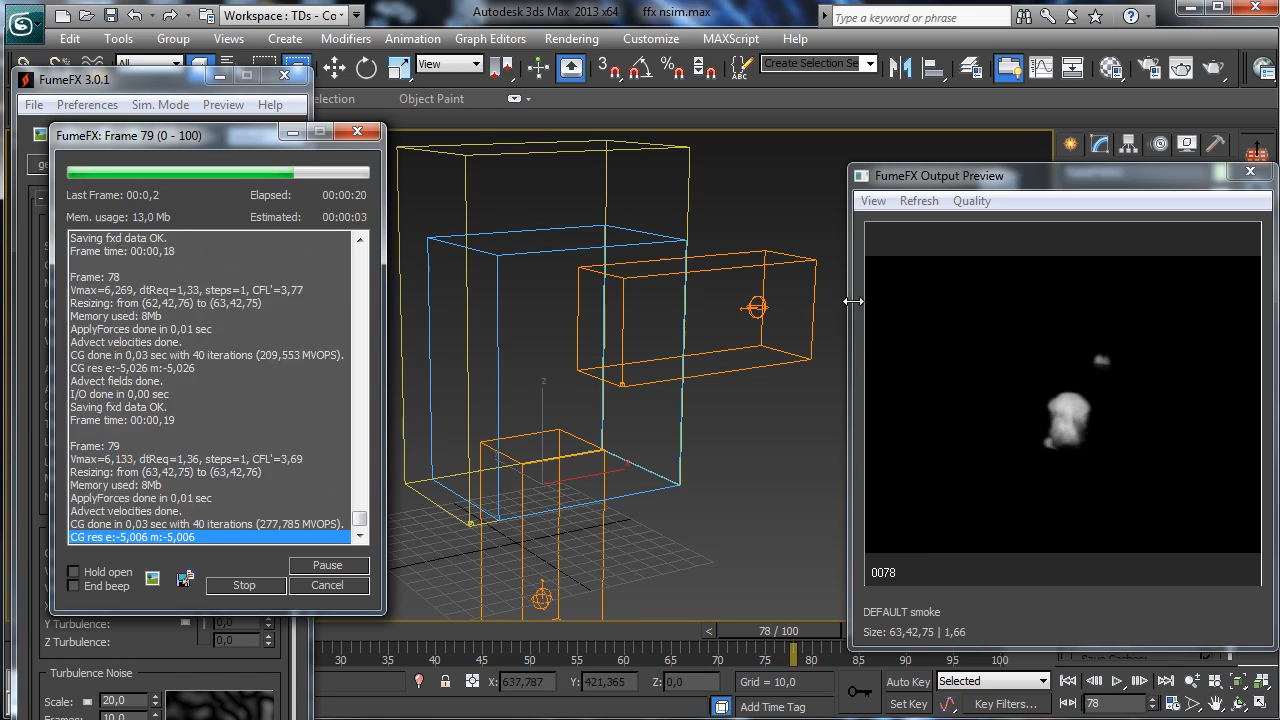 Workspace : TDs - Co
Autodesk 3ds Max 2013 x64
ffx nsim.max
Type a keyword or phrase
Edit Tools Group Views Create Modifiers Animation Graph Editors Rendering Customize MAXScript Help
All
View
Create Selection Se
FumeFX 3.0.1
File Preferences Sim. Mode Preview Help
Object Paint
FumeFX: Frame 79 (0 - 100)
Last Frame: 00:0,2 Elapsed: 00:00:20
Mem. usage: 13,0 Mb Estimated: 00:00:03
Saving fxd data OK.
Frame time: 00:00,18
Frame: 78
Vmax=6,269, dtReq=1,33, steps=1, CFL'=3,77
Resizing: from (62,42,76) to (63,42,75)
Memory used: 8Mb
ApplyForces done in 0,01 sec
Advect velocities done.
CG done in 0,03 sec with 40 iterations (209,553 MVOPS).
CG res e:-5,026 m:-5,026
Advect fields done.
I/O done in 0,00 sec
Saving fxd data OK.
Frame time: 00:00,19
Frame: 79
Vmax=6,133, dtReq=1,36, steps=1, CFL'=3,69
Resizing: from (63,42,75) to (63,42,76)
Memory used: 8Mb
ApplyForces done in 0,01 sec
Advect velocities done.
CG done in 0,03 sec with 40 iterations (277,785 MVOPS).
CG res e:-5,006 m:-5,006
Hold open
End beep
Pause
Stop
Cancel
Y Turbulence: 0,0
Z Turbulence: 0,0
Turbulence Noise
Scale: 20,0
Frames: 10,0
z
FumeFX Output Preview
View Refresh Quality
0078
DEFAULT smoke
Size: 63,42,75 | 1,66
78 / 100
30 35 40 45 50 55 60 65 70 75 80 85 90 95 100
X: 637,787 Y: 421,365 Z: 0,0 Grid = 10,0
Auto Key Selected
Add Time Tag
Set Key Key Filters... 78